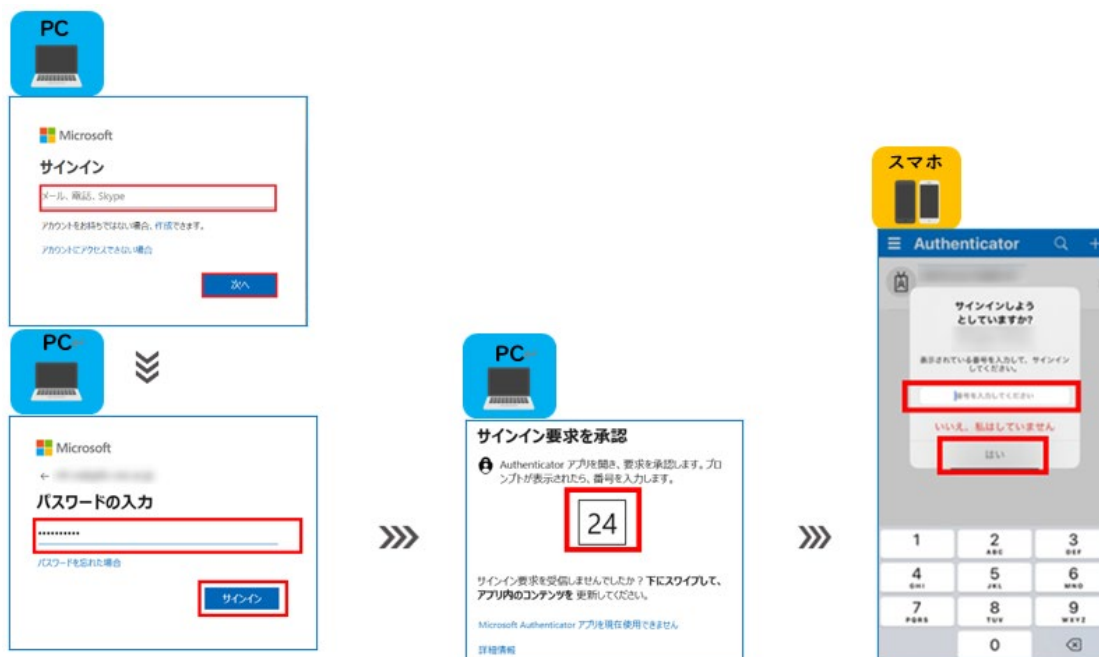 PC
Microsoft
サインイン
メール、電話、Skype
アカウントをお持ちではない場合、作成できます。
アカウントにアクセスできない場合
次へ
PC
Microsoft
←
パスワードの入力
••••••••••
パスワードを忘れた場合
サインイン
PC
サインイン要求を承認
Authenticator アプリを開き、要求を承認します。プロ
ンプトが表示されたら、番号を入力します。
24
サインイン要求を受信しませんでしたか？下にスワイプして、
アプリ内のコンテンツを 更新してください。
Microsoft Authenticator アプリを現在使用できません
詳細情報
スマホ
Authenticator
サインインしよう
としていますか?
表示されている番号を入力して、サインイン
してください。
番号を入力してください
いいえ、私はしていません
はい
1 2 3
ABC DEF
4 5 6
GHI JKL MNO
7 8 9
PQRS TUV WXYZ
0